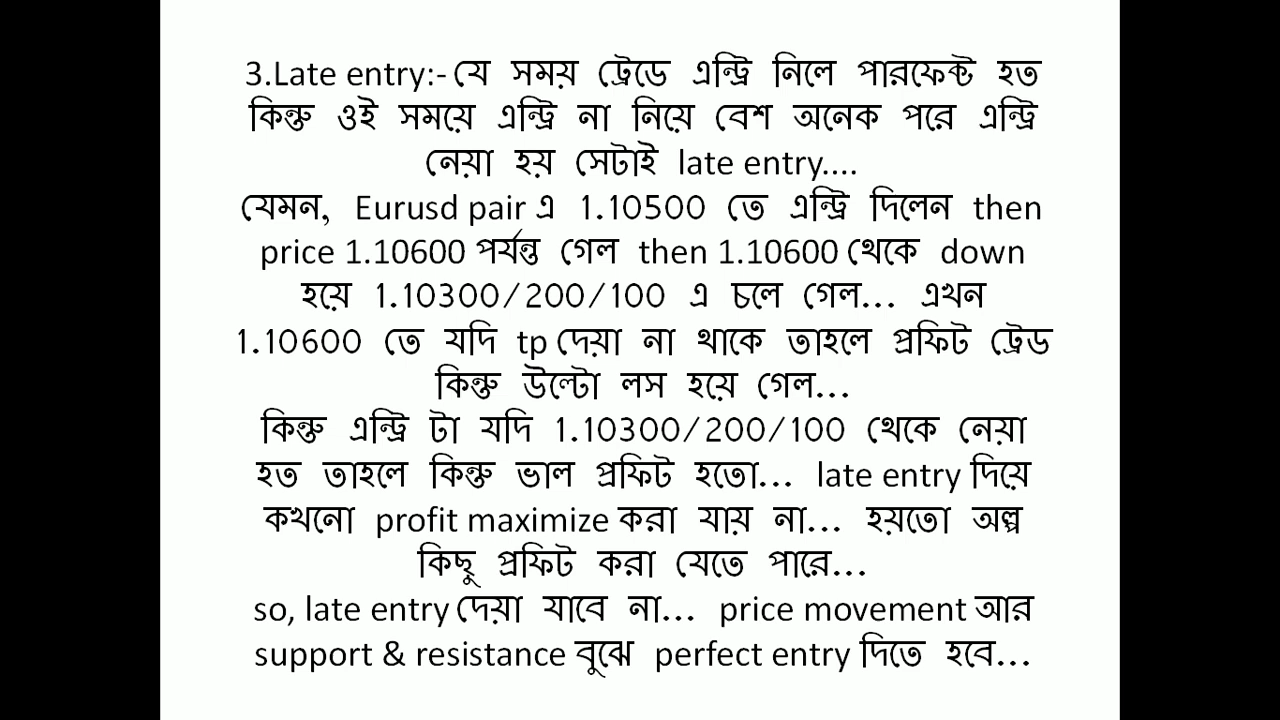 3.Late entry:- যে সময় ট্রেডে এন্ট্রি নিলে পারফেক্ট হত
কিন্তু ওই সময়ে এন্ট্রি না নিয়ে বেশ অনেক পরে এন্ট্রি
নেয়া হয় সেটাই late entry....
যেমন, Eurusd pair এ 1.10500 তে এন্ট্রি দিলেন then
price 1.10600 পর্যন্ত গেল then 1.10600 থেকে down
হয়ে 1.10300/200/100 এ চলে গেল... এখন
1.10600 তে যদি tp দেয়া না থাকে তাহলে প্রফিট ট্রেড
কিন্তু উল্টো লস হয়ে গেল...
কিন্তু এন্ট্রি টা যদি 1.10300/200/100 থেকে নেয়া
হত তাহলে কিন্তু ভাল প্রফিট হতো... late entry দিয়ে
কখনো profit maximize করা যায় না... হয়তো অল্প
কিছু প্রফিট করা যেতে পারে...
so, late entry দেয়া যাবে না... price movement আর
support & resistance বুঝে perfect entry দিতে হবে...